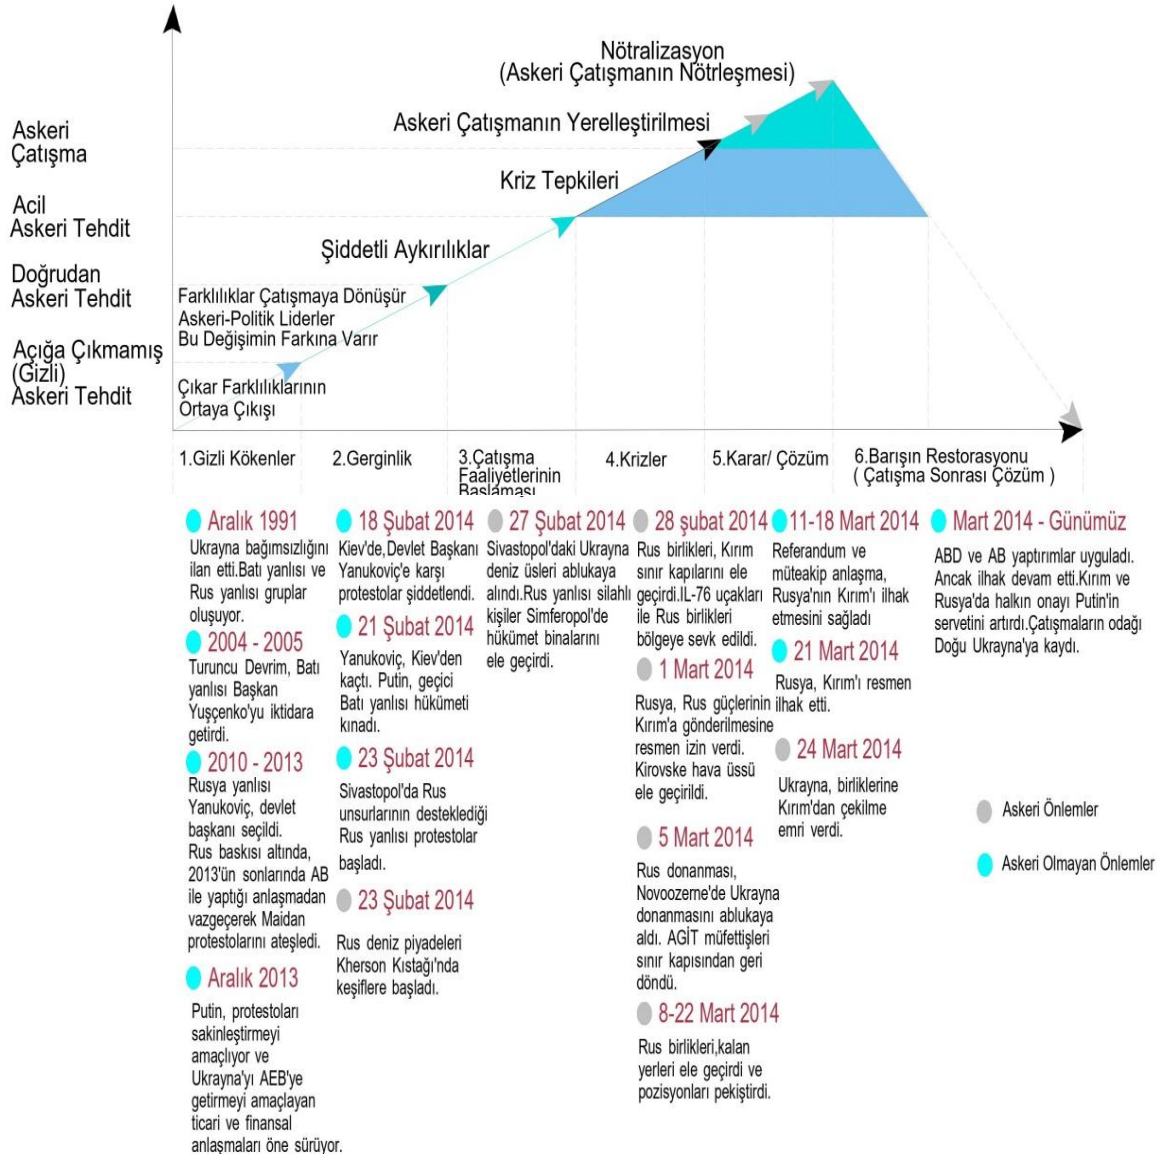 Nötralizasyon
(Askeri Çatışmanın Nötrleşmesi)
Askeri Çatışmanın Yerelleştirilmesi
Kriz Tepkileri
Şiddetli Aykırılıklar
Askeri
Çatışma
Acil
Askeri Tehdit
Doğrudan
Askeri Tehdit
Açığa Çıkmamış
(Gizli)
Askeri Tehdit
Farklılıklar Çatışmaya Dönüşür
Askeri-Politik Liderler
Bu Değişimin Farkına Varır
Çıkar Farklılıklarının
Ortaya Çıkışı
1.Gizli Kökenler
2.Gerginlik
3.Çatışma
Faaliyetlerinin
Başlaması
4.Krizler
5.Karar/ Çözüm
6.Barışın Restorasyonu
( Çatışma Sonrası Çözüm )
Aralık 1991
Ukrayna bağımsızlığını
ilan etti.Batı yanlısı ve
Rus yanlısı gruplar
oluşuyor.
2004 - 2005
Turuncu Devrim, Batı
yanlısı Başkan
Yuşçenko'yu iktidara
getirdi.
2010 - 2013
Rusya yanlısı
Yanukoviç, devlet
başkanı seçildi.
Rus baskısı altında,
2013'ün sonlarında AB
ile yaptığı anlaşmadan
vazgeçerek Maidan
protestolarını ateşledi.
Aralık 2013
Putin, protestoları
sakinleştirmeyi
amaçlıyor ve
Ukrayna'yı AEB'ye
getirmeyi amaçlayan
ticari ve finansal
anlaşmaları öne sürüyor.
18 Şubat 2014
Kiev'de,Devlet Başkanı
Yanukoviç'e karşı
protestolar şiddetlendi.
21 Şubat 2014
Yanukoviç, Kiev'den
kaçtı. Putin, geçici
Batı yanlısı hükümeti
kınadı.
23 Şubat 2014
Sivastopol'da Rus
unsurlarının desteklediği
Rus yanlısı protestolar
başladı.
23 Şubat 2014
Rus deniz piyadeleri
Kherson Kıstağı'nda
keşiflere başladı.
27 Şubat 2014
Sivastopol'daki Ukrayna
deniz üsleri ablukaya
alındı.Rus yanlısı silahlı
kişiler Simferopol'de
hükümet binalarını
ele geçirdi.
28 şubat 2014
Rus birlikleri, Kırım
sınır kapılarını ele
geçirdi.IL-76 uçakları
ile Rus birlikleri
bölgeye sevk edildi.
1 Mart 2014
Rusya, Rus güçlerinin
Kırım'a gönderilmesine
resmen izin verdi.
Kirovske hava üssü
ele geçirildi.
5 Mart 2014
Rus donanması,
Novoozerne'de Ukrayna
donanmasını ablukaya
aldı. AGİT müfettişleri
sınır kapısından geri
döndü.
8-22 Mart 2014
Rus birlikleri,kalan
yerleri ele geçirdi ve
pozisyonları pekiştirdi.
11-18 Mart 2014
Referandum ve
müteakip anlaşma,
Rusya'nın Kırım'ı ilhak
etmesini sağladı
21 Mart 2014
Rusya, Kırım'ı resmen
ilhak etti.
24 Mart 2014
Ukrayna, birliklerine
Kırım'dan çekilme
emri verdi.
Mart 2014 - Günümüz
ABD ve AB yaptırımlar uyguladı.
Ancak ilhak devam etti.Kırım ve
Rusya'da halkın onayı Putin'in
servetini artırdı.Çatışmaların odağı
Doğu Ukrayna'ya kaydı.
Askeri Önlemler
Askeri Olmayan Önlemler